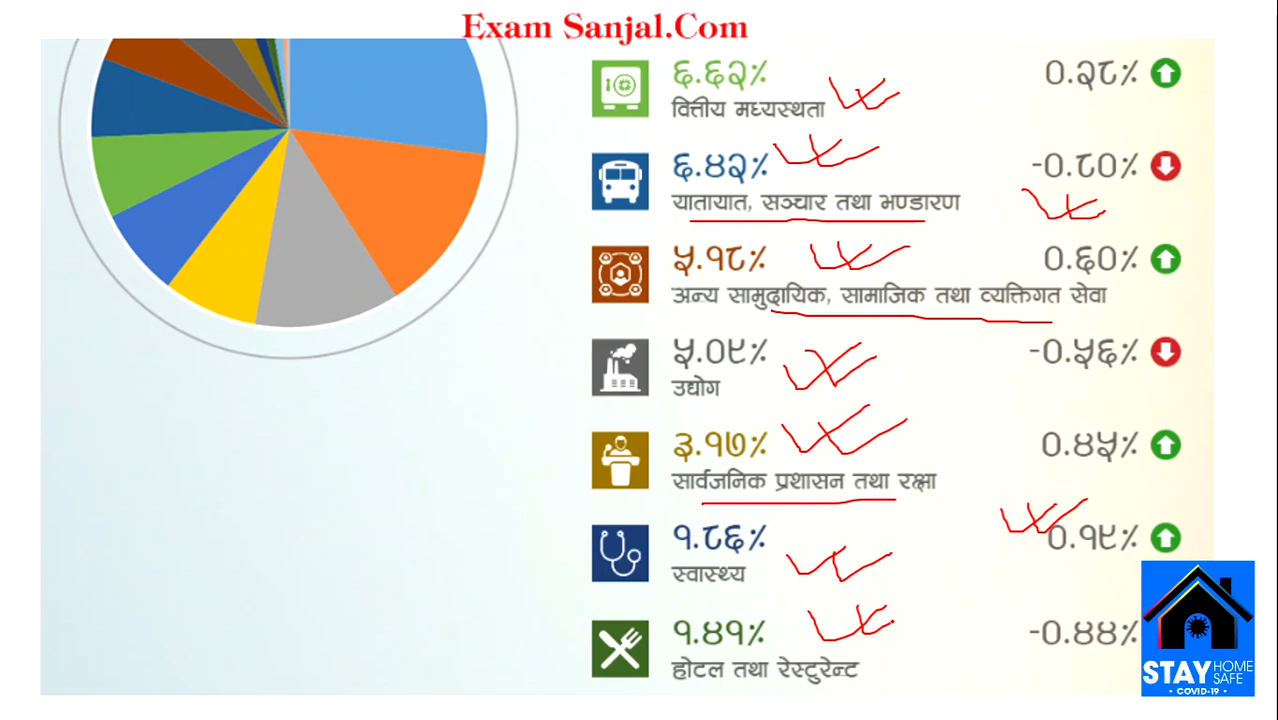 Exam Sanjal.Com
६.६२% ०.२८%
वित्तीय मध्यस्थता
६.४२% -०.८०%
यातायात, सञ्चार तथा भण्डारण
५.१८% ०.६०%
अन्य सामुदायिक, सामाजिक तथा व्यक्तिगत सेवा
५.०९% -०.५६%
उद्योग
३.१७% ०.४५%
सार्वजनिक प्रशासन तथा रक्षा
१.८६% ०.१९%
स्वास्थ्य
१.४१% -०.४४%
होटल तथा रेस्टुरेन्ट
STAY HOME SAFE
• COVID-19 •